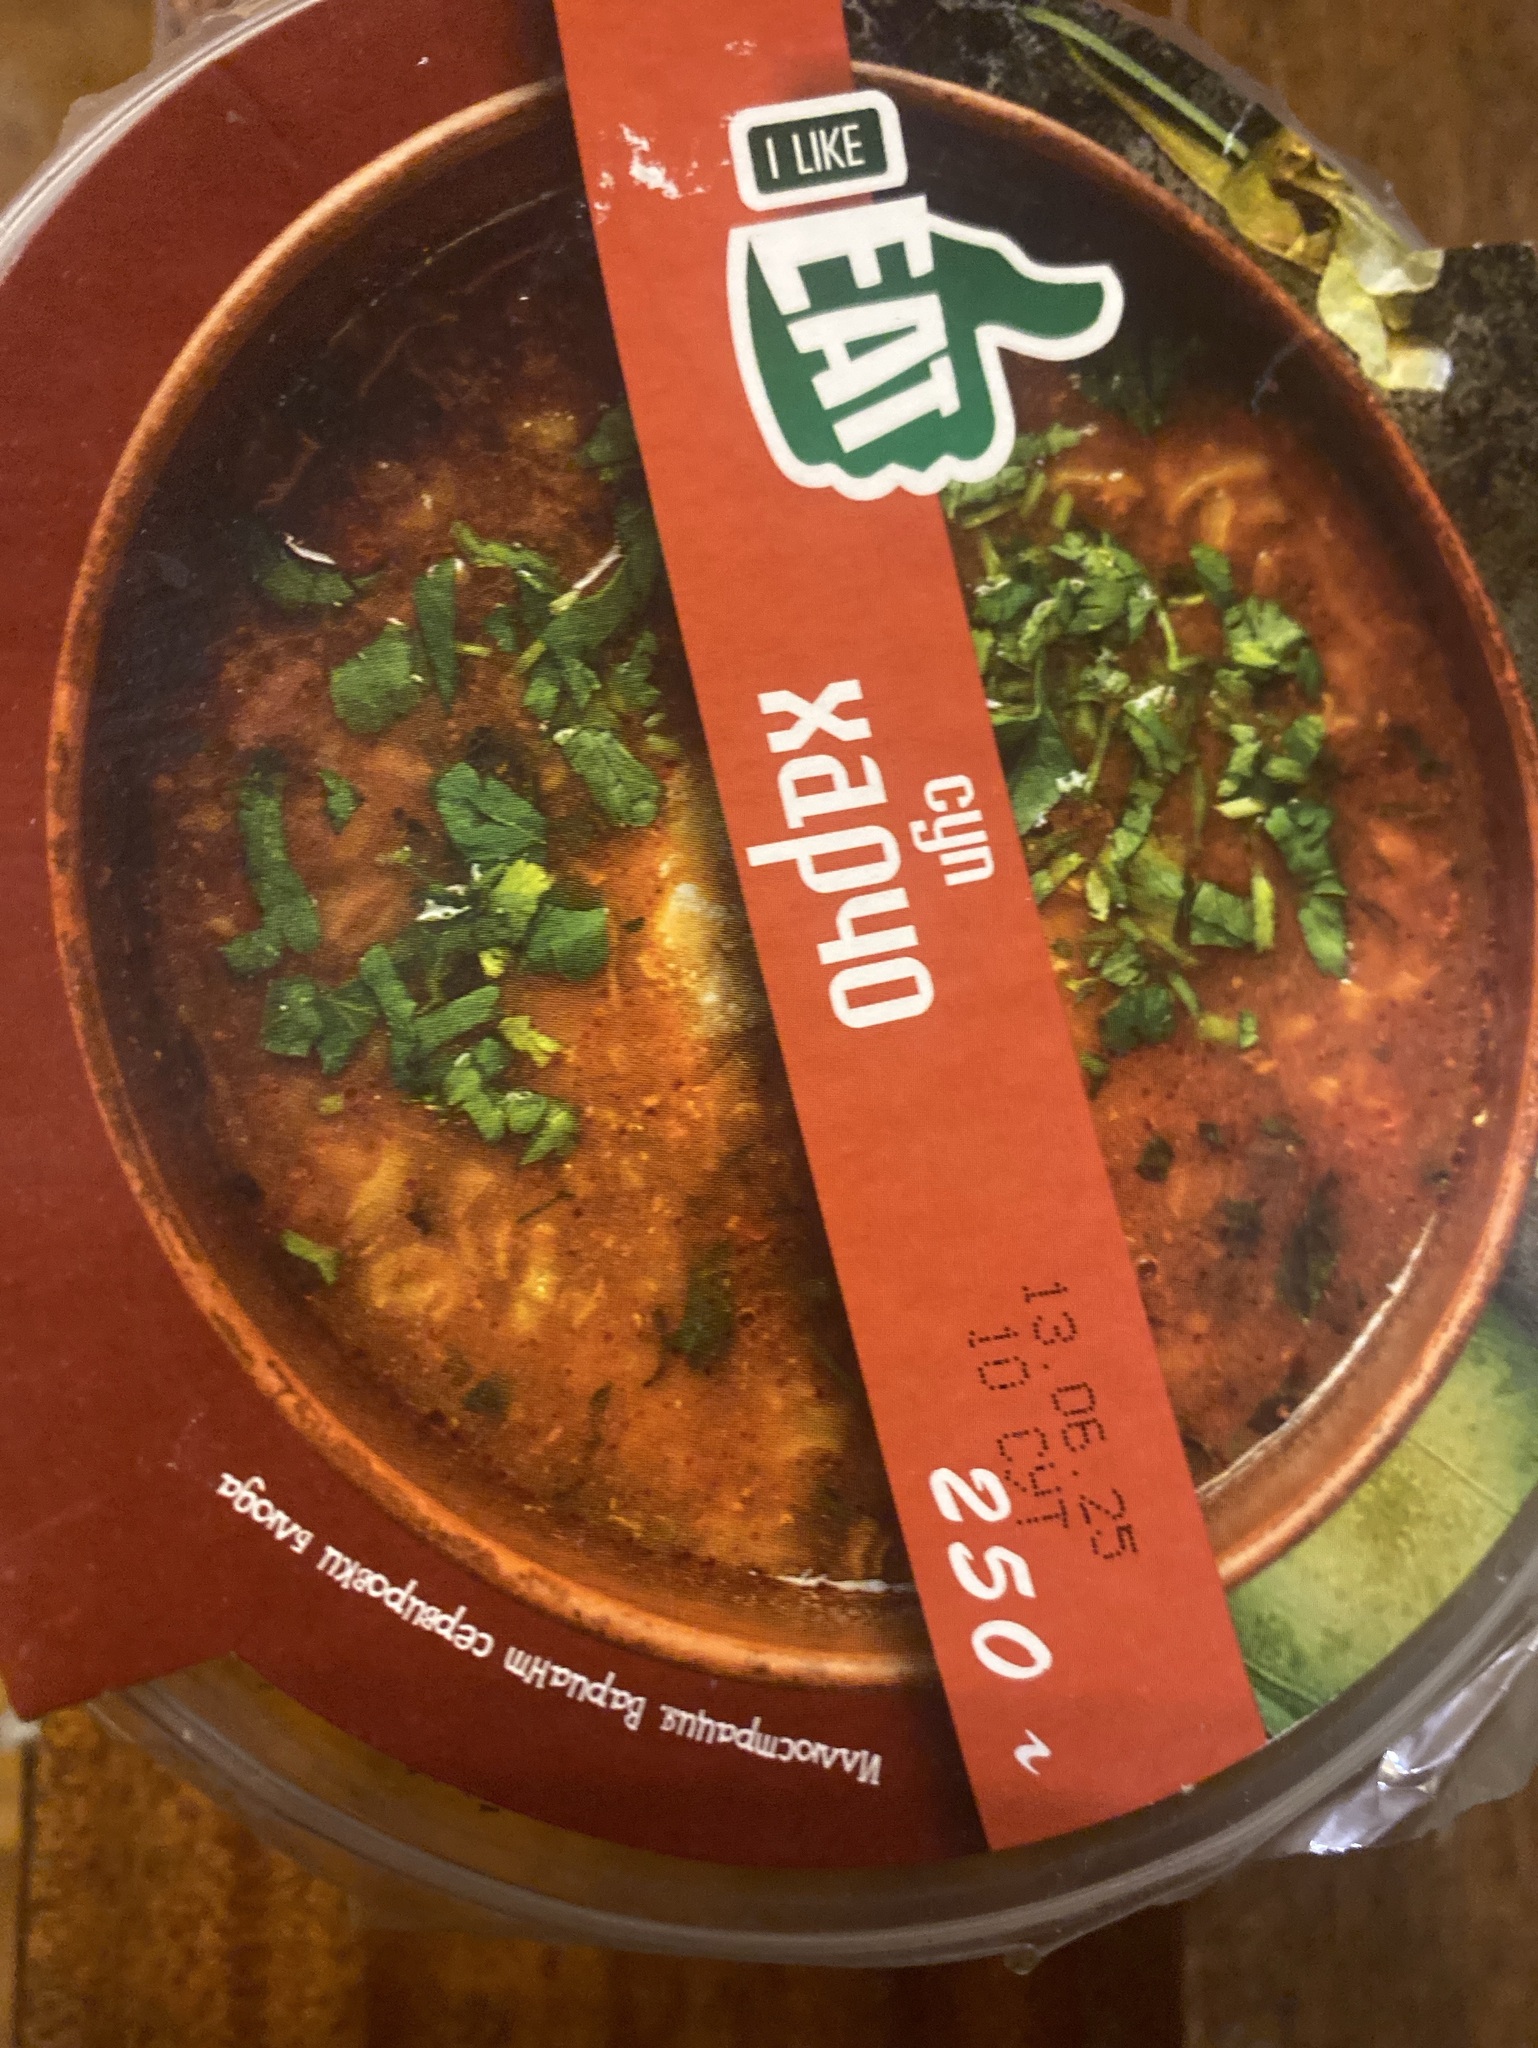 I LIKE
EAT
суп
харчо
13.06.25
10 сут
250 г
Иллюстрация. Вариант сервировки блюда